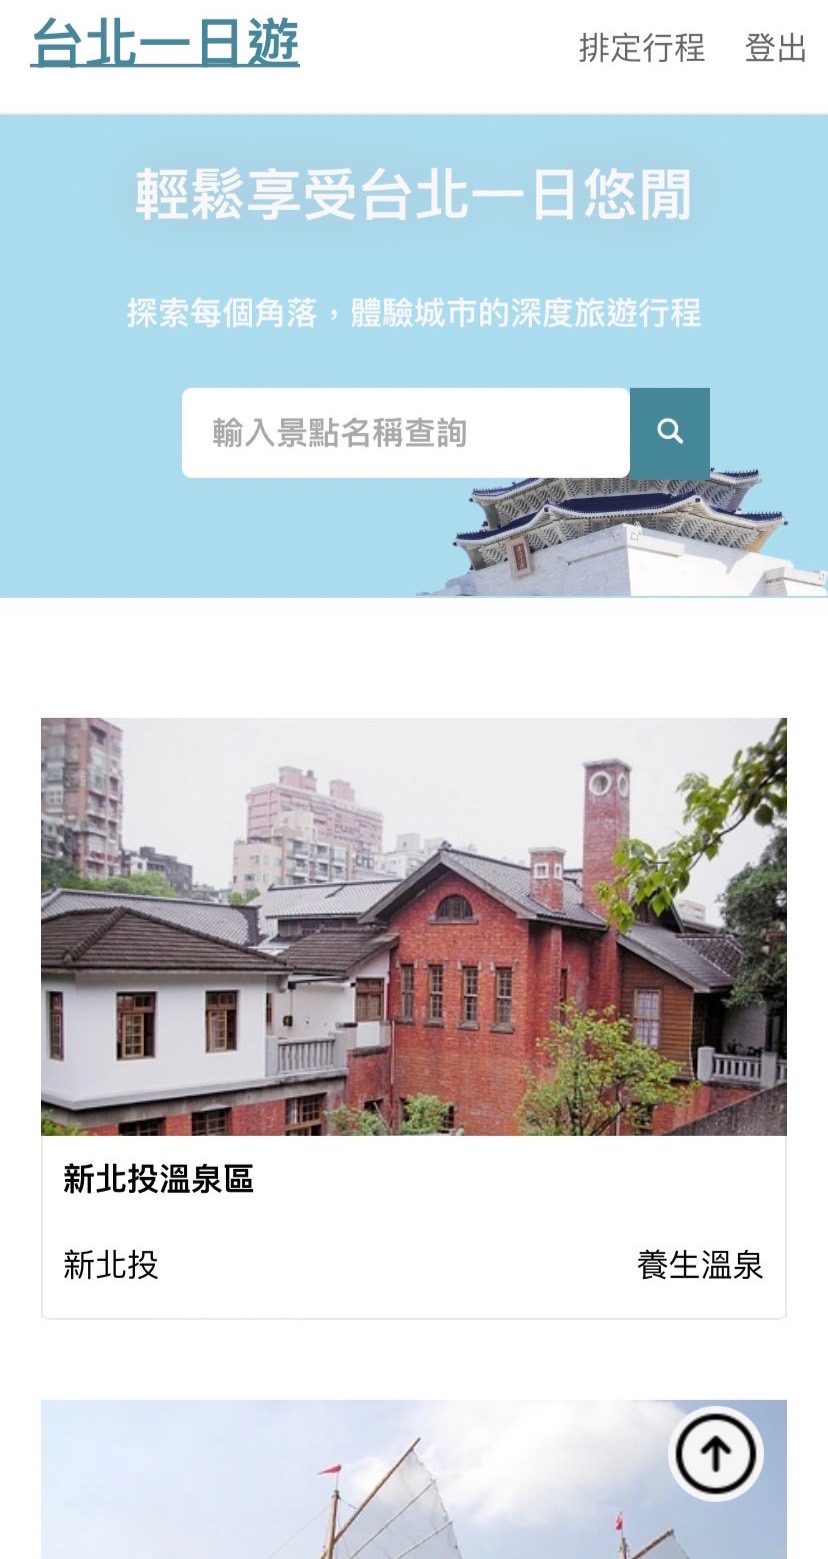 台北一日遊
排定行程 登出
輕鬆享受台北一日悠閒
探索每個角落，體驗城市的深度旅遊行程
輸入景點名稱查詢
新北投溫泉區
新北投 養生溫泉